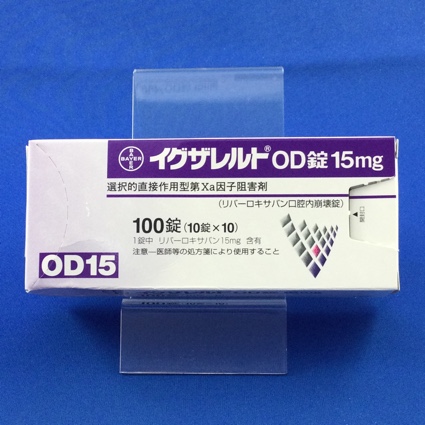 BAYER
イグザレルト® OD錠15mg
選択的直接作用型第Xa因子阻害剤
(リバーロキサバン口腔内崩壊錠)
100錠(10錠×10)
1錠中 リバーロキサバン15mg 含有
注意―医師等の処方箋により使用すること
OD15
開封口